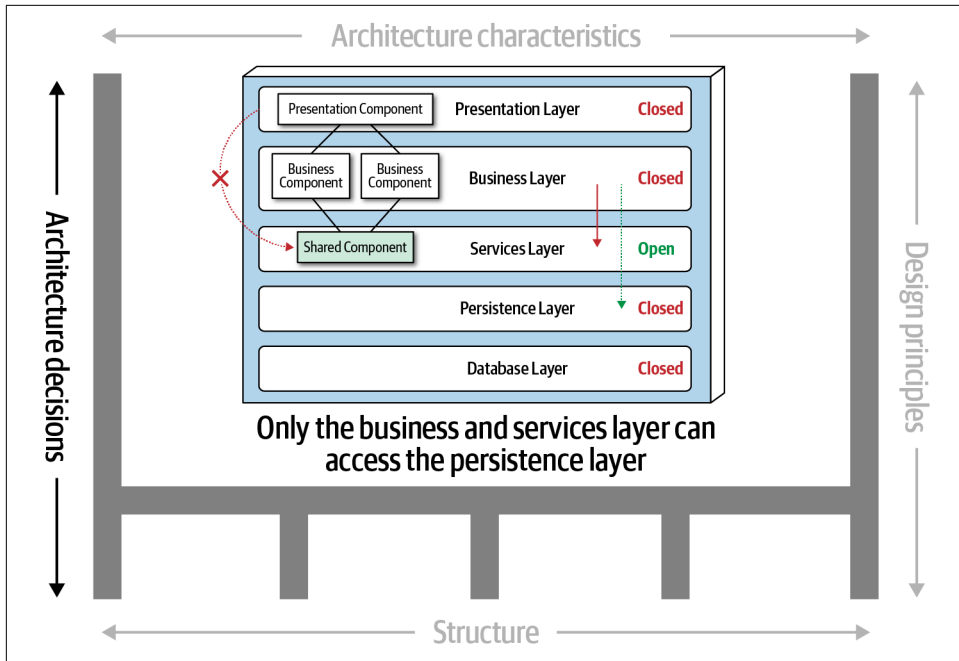 Architecture characteristics
Architecture decisions
Presentation Component
Presentation Layer
Closed
Business
Component
Business
Component
Business Layer
Closed
Shared Component
Services Layer
Open
Persistence Layer
Closed
Database Layer
Closed
Only the business and services layer can
access the persistence layer
Design principles
Structure